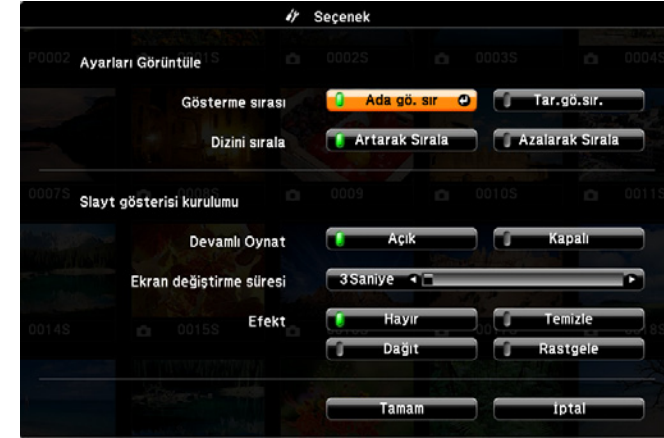 Seçenek
P0002 0001S 0002S 0003S 0004S
Ayarları Görüntüle
Gösterme sırası Ada gö. sır Tar.gö.sır.
Dizini sırala Artarak Sırala Azalarak Sırala
0007S 0008S 0009 0010S 0011S
Slayt gösterisi kurulumu
Devamlı Oynat Açık Kapalı
Ekran değiştirme süresi 3Saniye
Efekt Hayır Temizle
0014S 0015S
Dağıt Rastgele
Tamam İptal